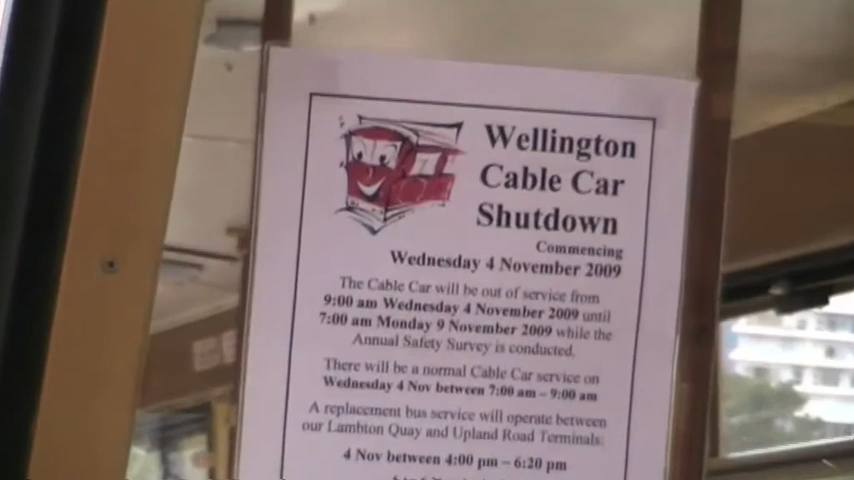 Wellington
Cable Car
Shutdown
Commencing
Wednesday 4 November 2009
The Cable Car will be out of service from
9:00 am Wednesday 4 November 2009 until
7:00 am Monday 9 November 2009 while the
Annual Safety Survey is conducted.
There will be a normal Cable Car service on
Wednesday 4 Nov between 7:00 am – 9:00 am
A replacement bus service will operate between
our Lambton Quay and Upland Road Terminals:
4 Nov between 4:00 pm – 6:20 pm